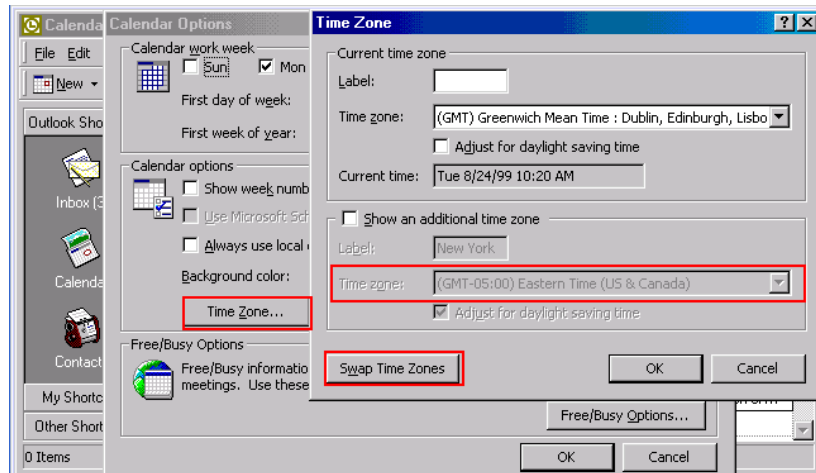 Calenda
Calendar Options
Time Zone
File Edit
New
Outlook Sho
Inbox (3
Calenda
Contact
My Shortc
Other Short
0 Items
Calendar work week
Sun Mon
First day of week:
First week of year:
Calendar options
Show week numb
Use Microsoft Sch
Always use local
Background color:
Time Zone...
Free/Busy Options
Free/Busy informatio
meetings. Use these
Free/Busy Options...
OK Cancel
Current time zone
Label:
Time zone: (GMT) Greenwich Mean Time : Dublin, Edinburgh, Lisbo
Adjust for daylight saving time
Current time: Tue 8/24/99 10:20 AM
Show an additional time zone
Label: New York
Time zone: (GMT-05:00) Eastern Time (US & Canada)
Adjust for daylight saving time
Swap Time Zones OK Cancel